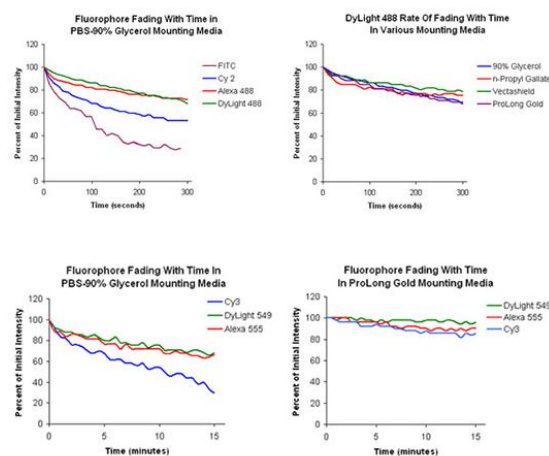 Fluorophore Fading With Time in
PBS-90% Glycerol Mounting Media
Percent of Initial Intensity
120
100
80
60
40
20
0
0
100
200
300
Time (seconds)
FITC
Cy 2
Alexa 488
DyLight 488
DyLight 488 Rate Of Fading With Time
In Various Mounting Media
Percent of Initial Intensity
120
100
80
60
40
20
0
0
100
200
300
Time (seconds)
90% Glycerol
n-Propyl Gallate
Vectashield
ProLong Gold
Fluorophore Fading With Time In
PBS-90% Glycerol Mounting Media
Percent of Initial Intensity
120
100
80
60
40
20
0
0
5
10
15
Time (minutes)
Cy3
DyLight 549
Alexa 555
Fluorophore Fading With Time
In ProLong Gold Mounting Media
Percent of Initial Intensity
120
100
80
60
40
20
0
0
5
10
15
Time (minutes)
DyLight 549
Alexa 555
Cy3